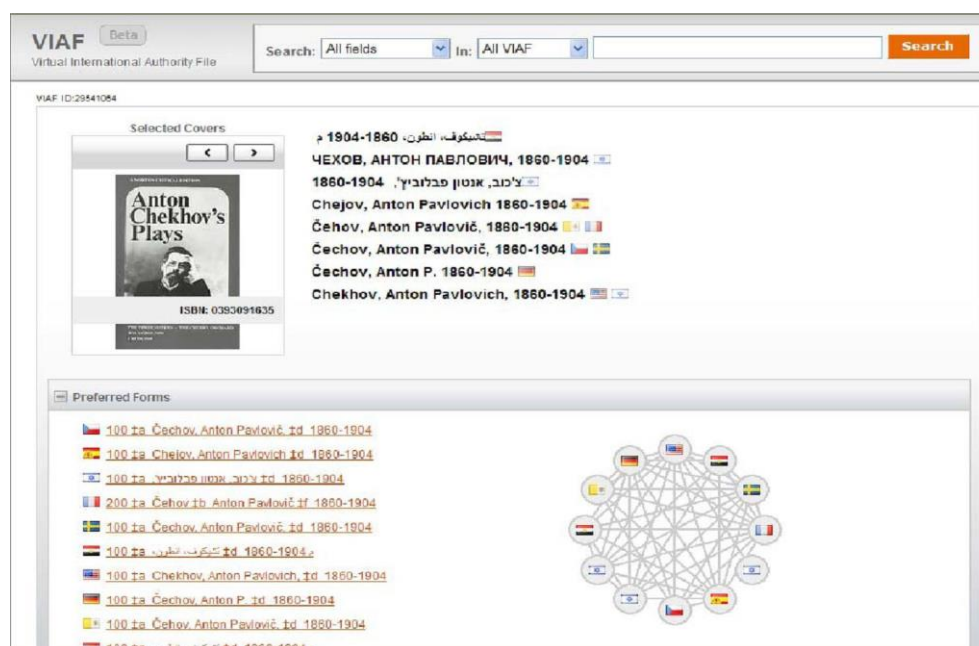 VIAF Beta
Virtual International Authority File
Search: All fields In: All VIAF Search
VIAF ID:29541064
Selected Covers
< >
Anton
Chekhov's
Plays
ISBN: 0393091635
تشيكوف، انطون، 1860-1904 م
ЧЕХОВ, АНТОН ПАВЛОВИЧ, 1860-1904
צ'כוב, אנטון פבלוביץ', 1860-1904
Chejov, Anton Pavlovich 1860-1904
Čehov, Anton Pavlovič, 1860-1904
Čechov, Anton Pavlovič, 1860-1904
Čechov, Anton P. 1860-1904
Chekhov, Anton Pavlovich, 1860-1904
Preferred Forms
100 ‡a Čechov, Anton Pavlovič, ‡d 1860-1904
100 ‡a Chejov, Anton Pavlovich ‡d 1860-1904
100 ‡a צ'כוב, אנטון פבלוביץ', ‡d 1860-1904
200 ‡a Čehov ‡b Anton Pavlovič ‡f 1860-1904
100 ‡a Čechov, Anton Pavlovič, ‡d 1860-1904
100 ‡a تشيكوف، انطون، ‡d 1860-1904 م
100 ‡a Chekhov, Anton Pavlovich, ‡d 1860-1904
100 ‡a Čechov, Anton P. ‡d 1860-1904
100 ‡a Čehov, Anton Pavlovič, ‡d 1860-1904